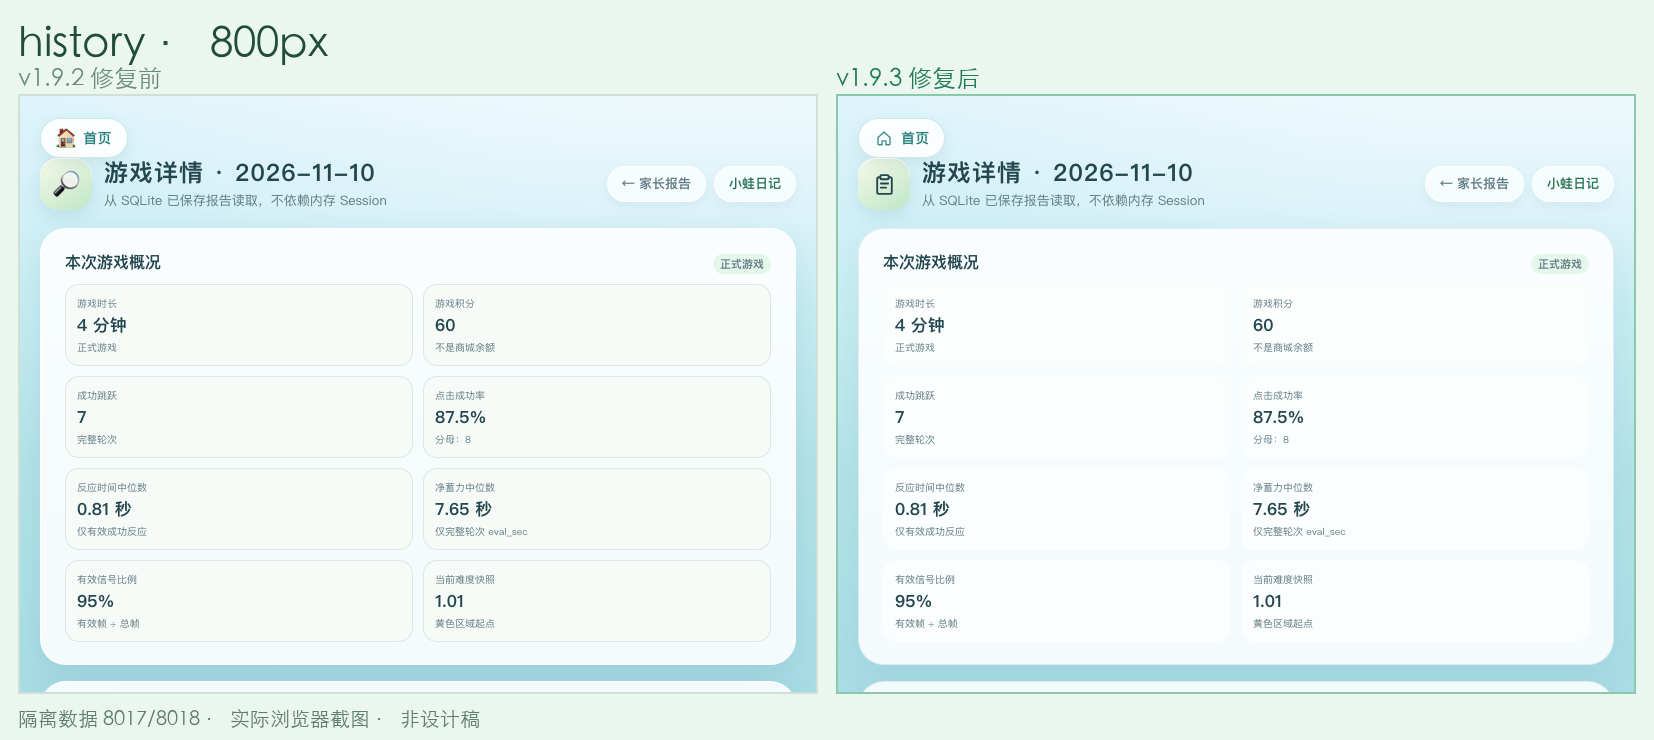 history · 800px
v1.9.2 修复前
首页
游戏详情 · 2026-11-10
从 SQLite 已保存报告读取，不依赖内存 Session
← 家长报告 小蛙日记
本次游戏概况 正式游戏
游戏时长 游戏积分
4 分钟 60
正式游戏 不是商城余额
成功跳跃 点击成功率
7 87.5%
完整轮次 分母：8
反应时间中位数 净蓄力中位数
0.81 秒 7.65 秒
仅有效成功反应 仅完整轮次 eval_sec
有效信号比例 当前难度快照
95% 1.01
有效帧 ÷ 总帧 黄色区域起点
v1.9.3 修复后
首页
游戏详情 · 2026-11-10
从 SQLite 已保存报告读取，不依赖内存 Session
← 家长报告 小蛙日记
本次游戏概况 正式游戏
游戏时长 游戏积分
4 分钟 60
正式游戏 不是商城余额
成功跳跃 点击成功率
7 87.5%
完整轮次 分母：8
反应时间中位数 净蓄力中位数
0.81 秒 7.65 秒
仅有效成功反应 仅完整轮次 eval_sec
有效信号比例 当前难度快照
95% 1.01
有效帧 ÷ 总帧 黄色区域起点
隔离数据 8017/8018 · 实际浏览器截图 · 非设计稿